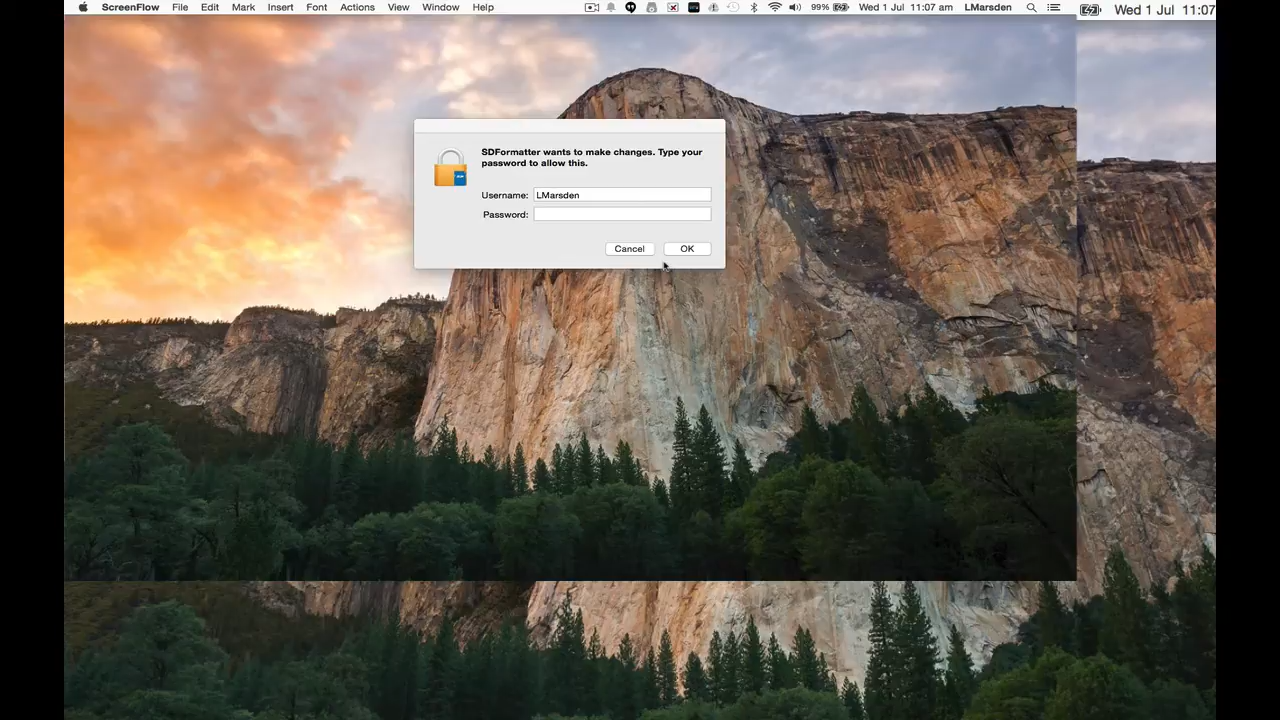 ScreenFlow File Edit Mark Insert Font Actions View Window Help 99% Wed 1 Jul 11:07 am LMarsden
Wed 1 Jul 11:07
SDFormatter wants to make changes. Type your
password to allow this.
Username: LMarsden
Password:
Cancel OK